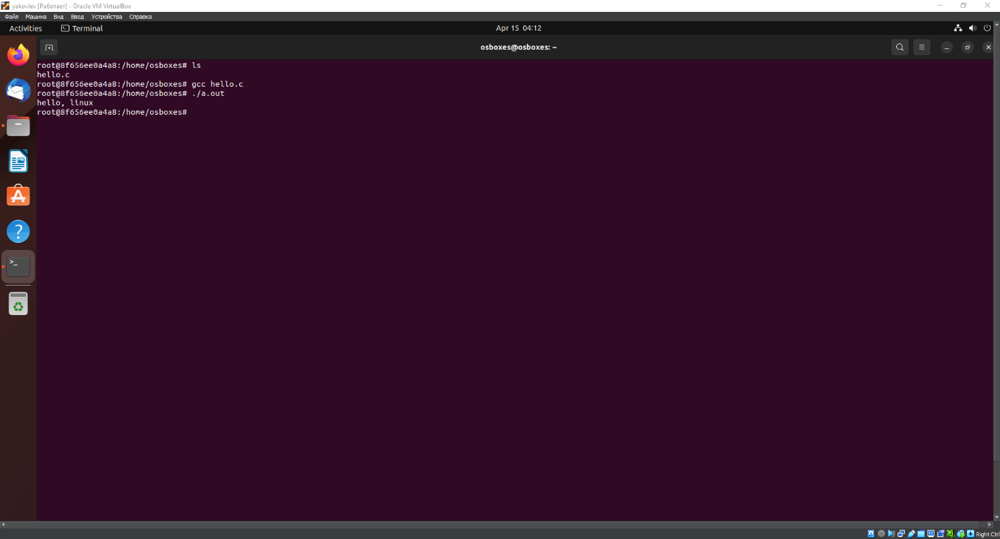 yakovlev [Работает] - Oracle VM VirtualBox
Файл Машина Вид Ввод Устройства Справка
Activities Terminal Apr 15 04:12
osboxes@osboxes: ~
root@8f656ee0a4a8:/home/osboxes# ls
hello.c
root@8f656ee0a4a8:/home/osboxes# gcc hello.c
root@8f656ee0a4a8:/home/osboxes# ./a.out
hello, linux
root@8f656ee0a4a8:/home/osboxes#
Right Ctrl